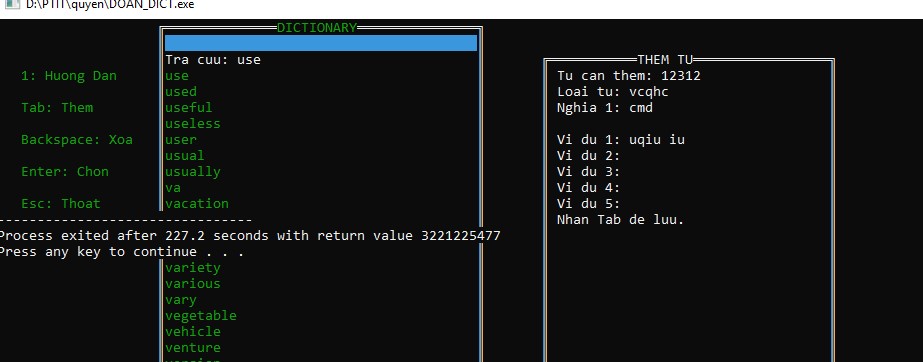 D:\PTIT\quyen\DOAN_DICT.exe
DICTIONARY
Tra cuu: use
1: Huong Dan
Tab: Them
Backspace: Xoa
Enter: Chon
Esc: Thoat
use
used
useful
useless
user
usual
usually
va
vacation
THEM TU
Tu can them: 12312
Loai tu: vcqhc
Nghia 1: cmd
Vi du 1: uqiu iu
Vi du 2:
Vi du 3:
Vi du 4:
Vi du 5:
Nhan Tab de luu.
--------------------------------
Process exited after 227.2 seconds with return value 3221225477
Press any key to continue . . .
variety
various
vary
vegetable
vehicle
venture